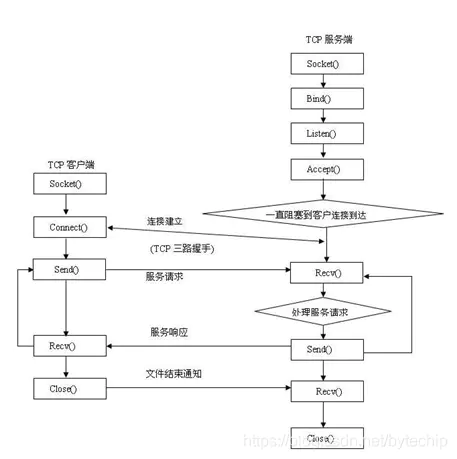 TCP 服务端
Socket()
Bind()
Listen()
Accept()
TCP 客户端
Socket()
一直阻塞到客户连接到达
连接建立
Connect()
(TCP 三路握手)
Send()
服务请求
Recv()
处理服务请求
服务响应
Recv()
Send()
文件结束通知
Close()
Recv()
Close()
https://blog.csdn.net/bytechip